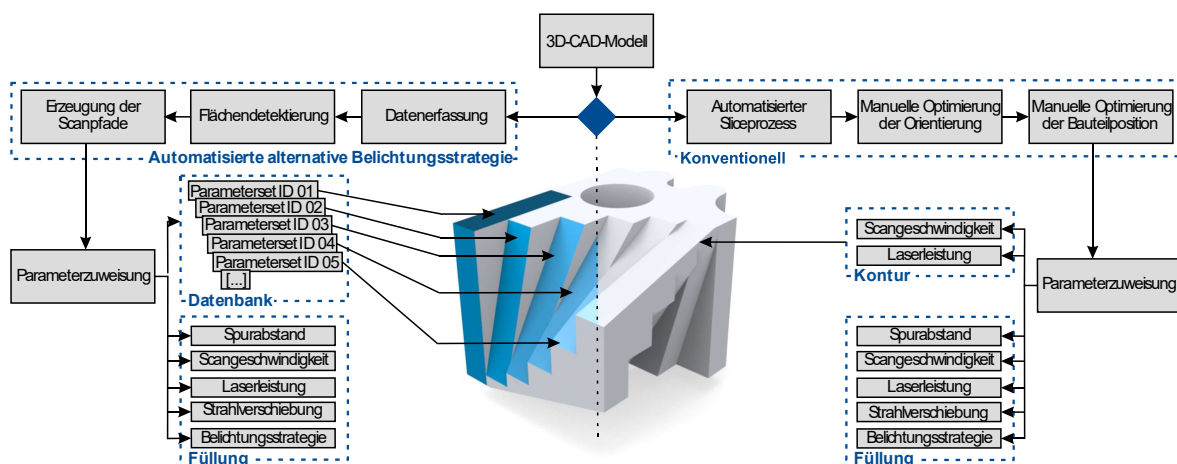 3D-CAD-Modell
Erzeugung der
Scanpfade
Flächendetektierung
Datenerfassung
Automatisierte alternative Belichtungsstrategie
Automatisierter
Sliceprozess
Manuelle Optimierung
der Orientierung
Manuelle Optimierung
der Bauteilposition
Konventionell
Parameterzuweisung
Parameterset ID 01
Parameterset ID 02
Parameterset ID 03
Parameterset ID 04
Parameterset ID 05
[...]
Datenbank
Spurabstand
Scangeschwindigkeit
Laserleistung
Strahlverschiebung
Belichtungsstrategie
Füllung
Scangeschwindigkeit
Laserleistung
Kontur
Parameterzuweisung
Spurabstand
Scangeschwindigkeit
Laserleistung
Strahlverschiebung
Belichtungsstrategie
Füllung